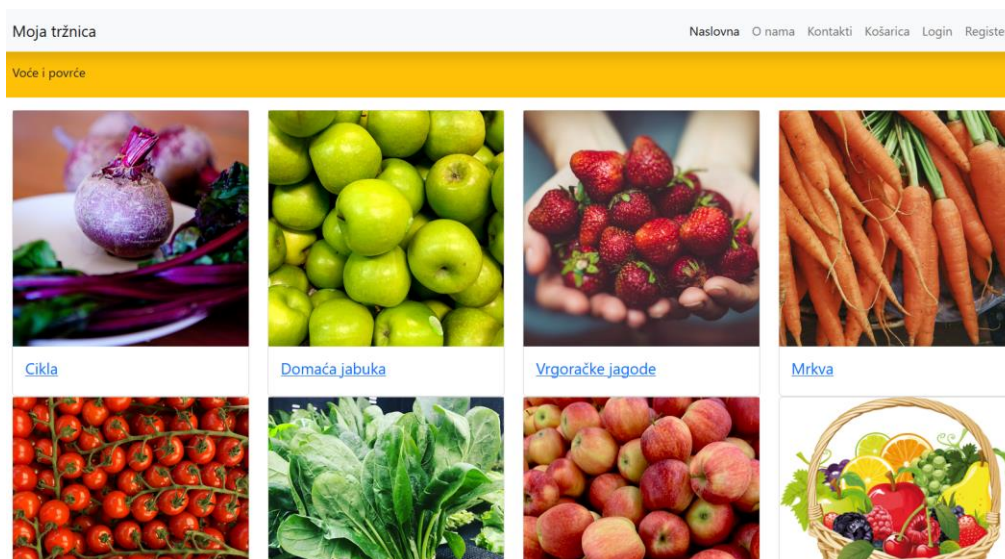 Moja tržnica
Naslovna O nama Kontakti Košarica Login Registe
Voće i povrće
Cikla
Domaća jabuka
Vrgoračke jagode
Mrkva